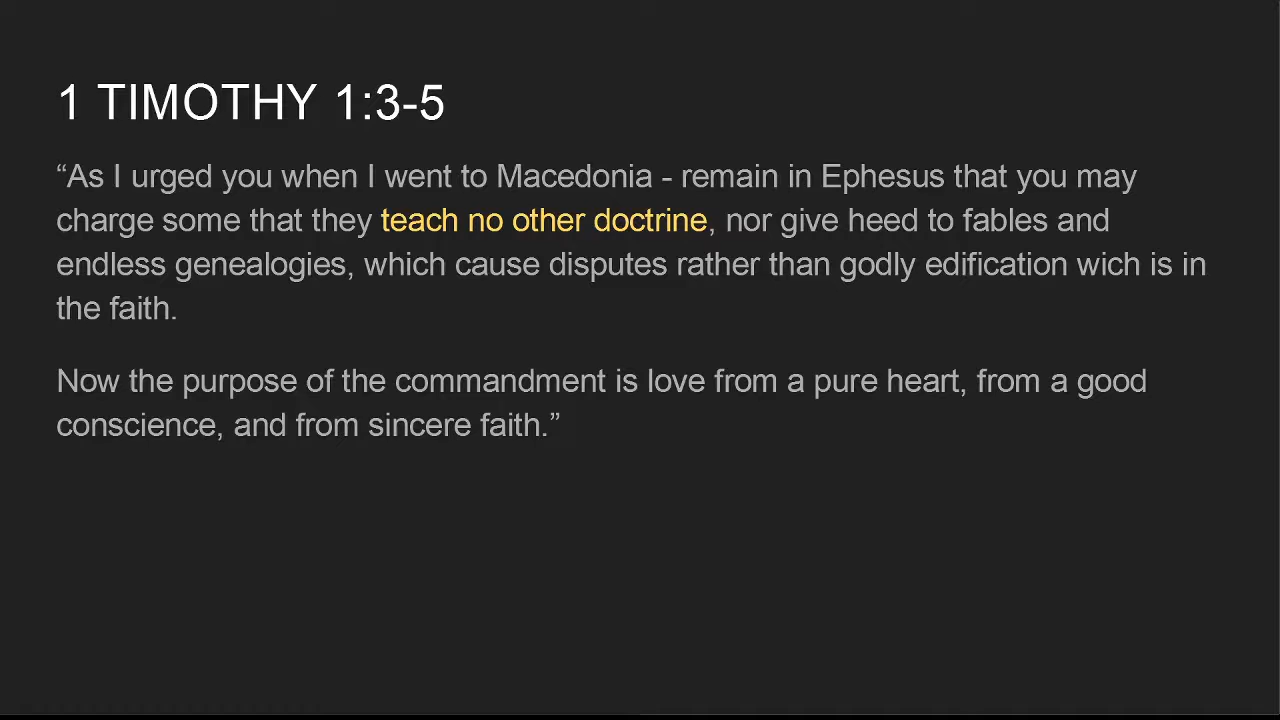 1 TIMOTHY 1:3-5
“As I urged you when I went to Macedonia - remain in Ephesus that you may
charge some that they teach no other doctrine, nor give heed to fables and
endless genealogies, which cause disputes rather than godly edification wich is in
the faith.
Now the purpose of the commandment is love from a pure heart, from a good
conscience, and from sincere faith.”